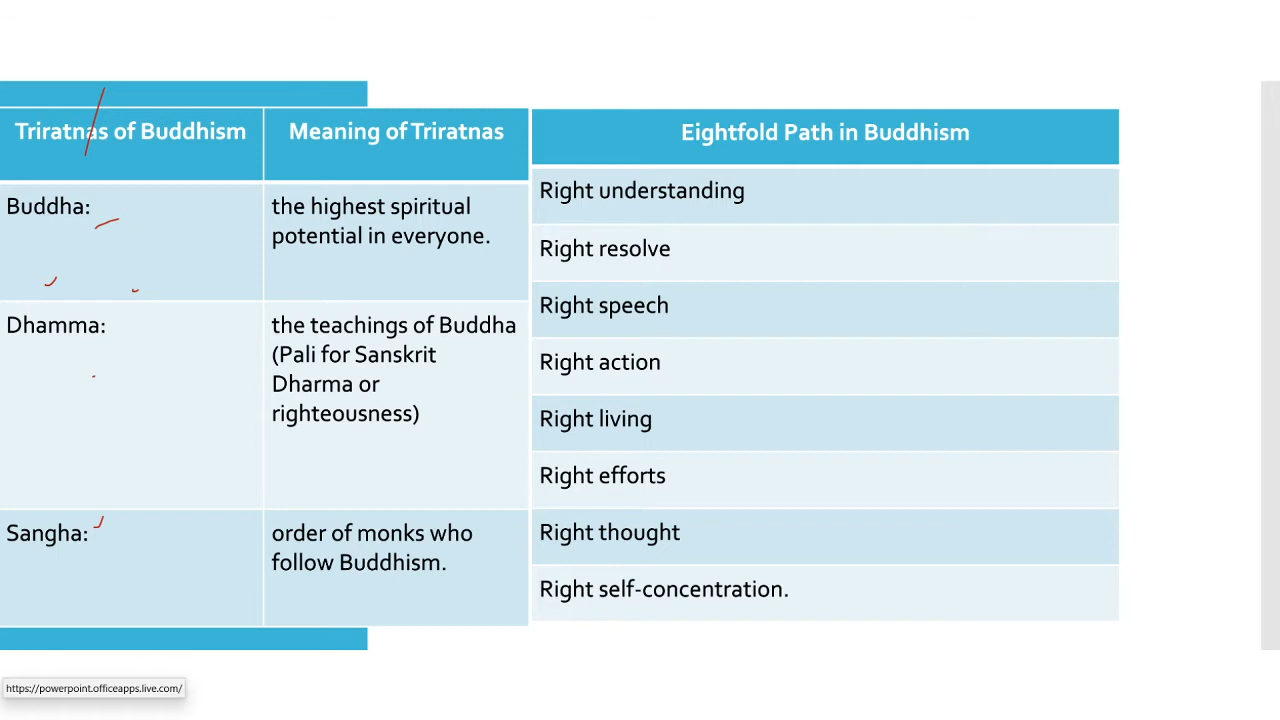 Triratnas of Buddhism
Meaning of Triratnas
Buddha:
the highest spiritual
potential in everyone.
Dhamma:
the teachings of Buddha
(Pali for Sanskrit
Dharma or
righteousness)
Sangha:
order of monks who
follow Buddhism.
Eightfold Path in Buddhism
Right understanding
Right resolve
Right speech
Right action
Right living
Right efforts
Right thought
Right self-concentration.
https://powerpoint.officeapps.live.com/